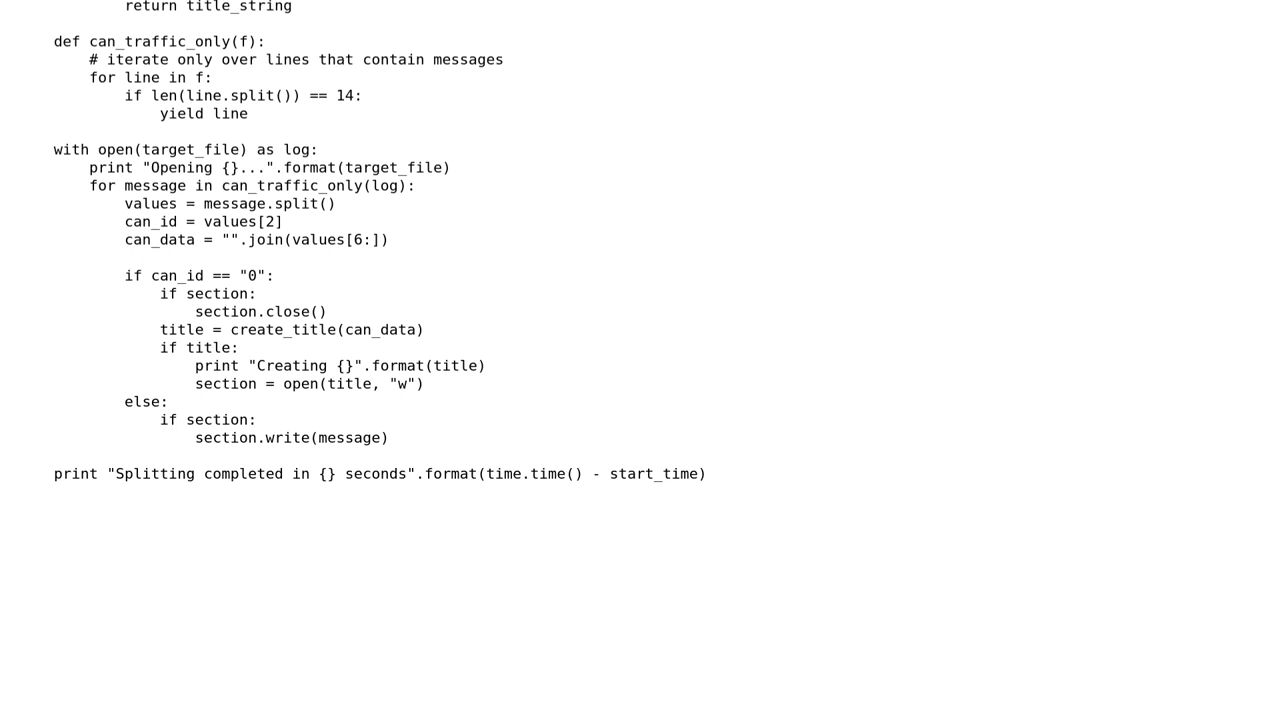 return title_string

def can_traffic_only(f):
    # iterate only over lines that contain messages
    for line in f:
        if len(line.split()) == 14:
            yield line

with open(target_file) as log:
    print "Opening {}...".format(target_file)
    for message in can_traffic_only(log):
        values = message.split()
        can_id = values[2]
        can_data = "".join(values[6:])

        if can_id == "0":
            if section:
                section.close()
            title = create_title(can_data)
            if title:
                print "Creating {}".format(title)
                section = open(title, "w")
        else:
            if section:
                section.write(message)

print "Splitting completed in {} seconds".format(time.time() - start_time)